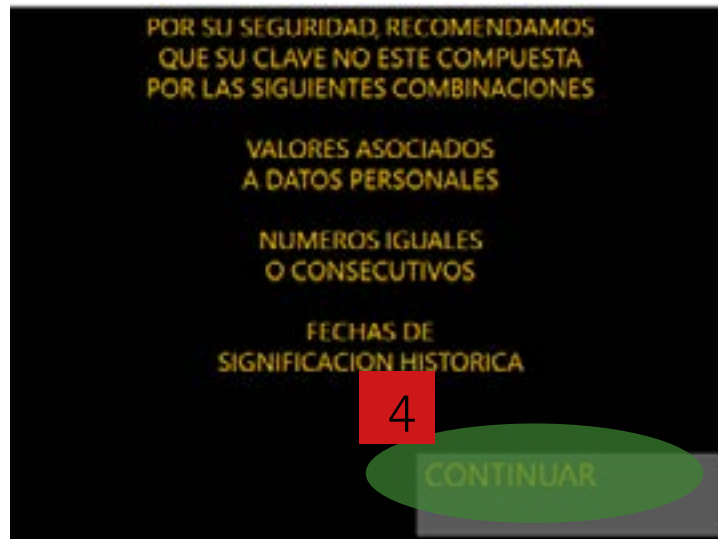 POR SU SEGURIDAD, RECOMENDAMOS
QUE SU CLAVE NO ESTE COMPUESTA
POR LAS SIGUIENTES COMBINACIONES
VALORES ASOCIADOS
A DATOS PERSONALES
NUMEROS IGUALES
O CONSECUTIVOS
FECHAS DE
SIGNIFICACION HISTORICA
4
CONTINUAR